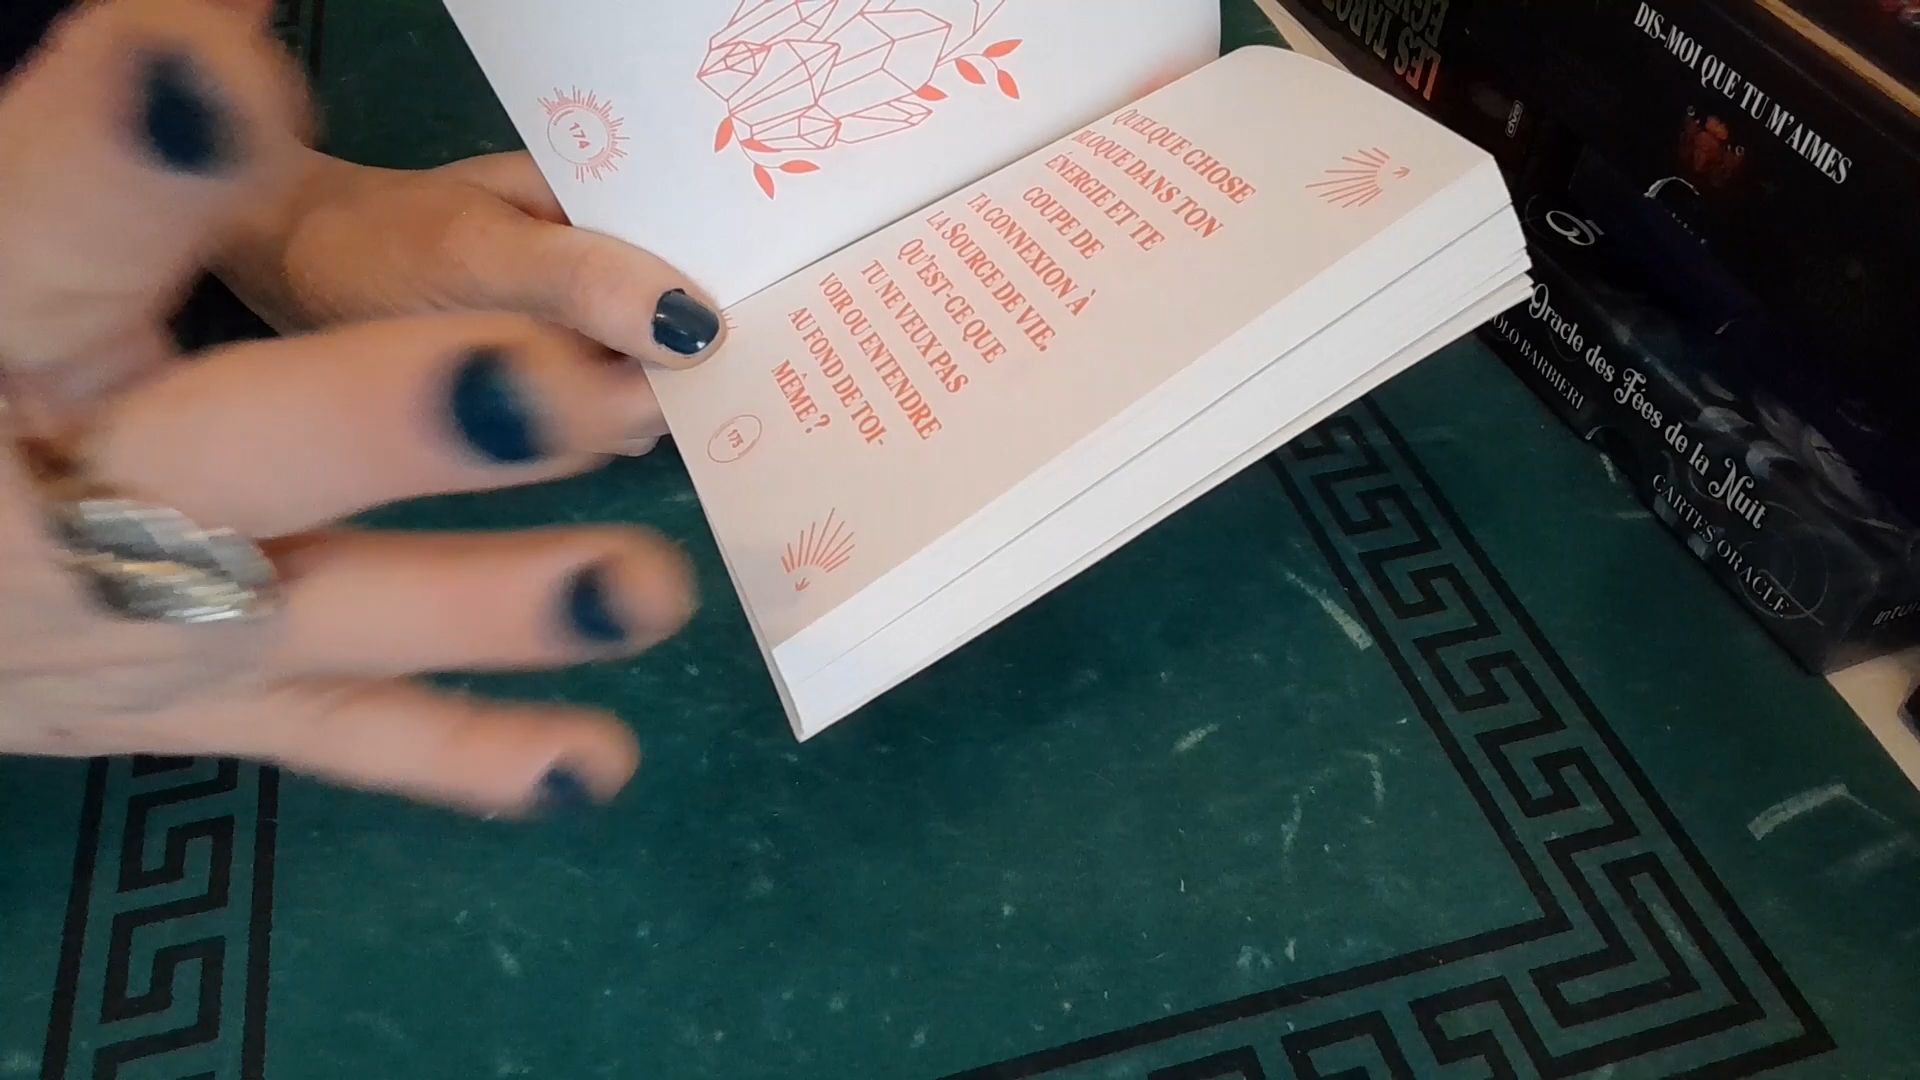 174
QUELQUE CHOSE
BLOQUE DANS TON
ÉNERGIE ET TE
COUPE DE
TA CONNEXION À
LA SOURCE DE VIE.
QU'EST-CE QUE
TU NE VEUX PAS
VOIR OU ENTENDRE
AU FOND DE TOI-
MÊME ?
175
LES TAROTS
DIS-MOI QUE TU M'AIMES
Oracle des Fées de la Nuit
BARBIERI
CARTES ORACLE